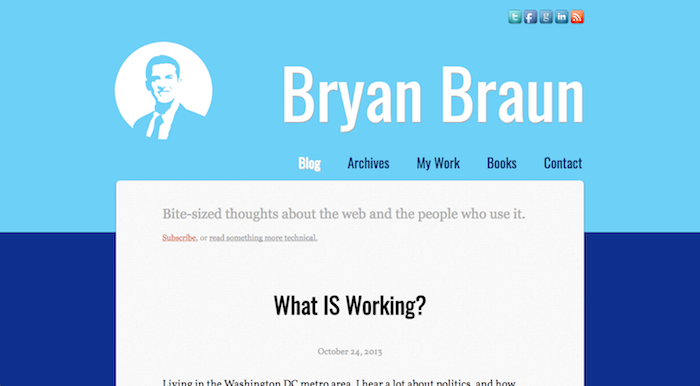 Bryan Braun
Blog Archives My Work Books Contact
Bite-sized thoughts about the web and the people who use it.
Subscribe, or read something more technical.
What IS Working?
October 24, 2013
Living in the Washington DC metro area, I hear a lot about politics, and how